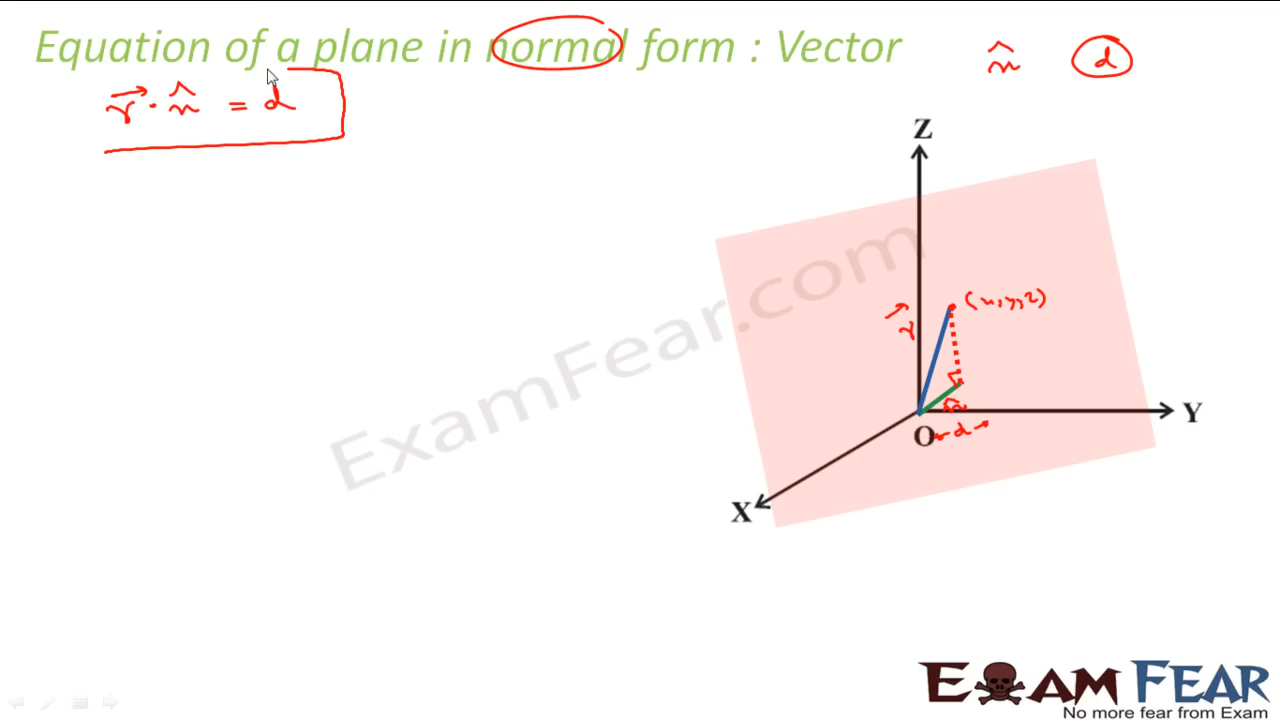 Equation of a plane in normal form : Vector
n̂ d
r⃗ · n̂ = d
Z
ExamFear.com
(x,y,z)
r⃗
n̂
Y
O
d
X
EXAM FEAR
No more fear from Exam